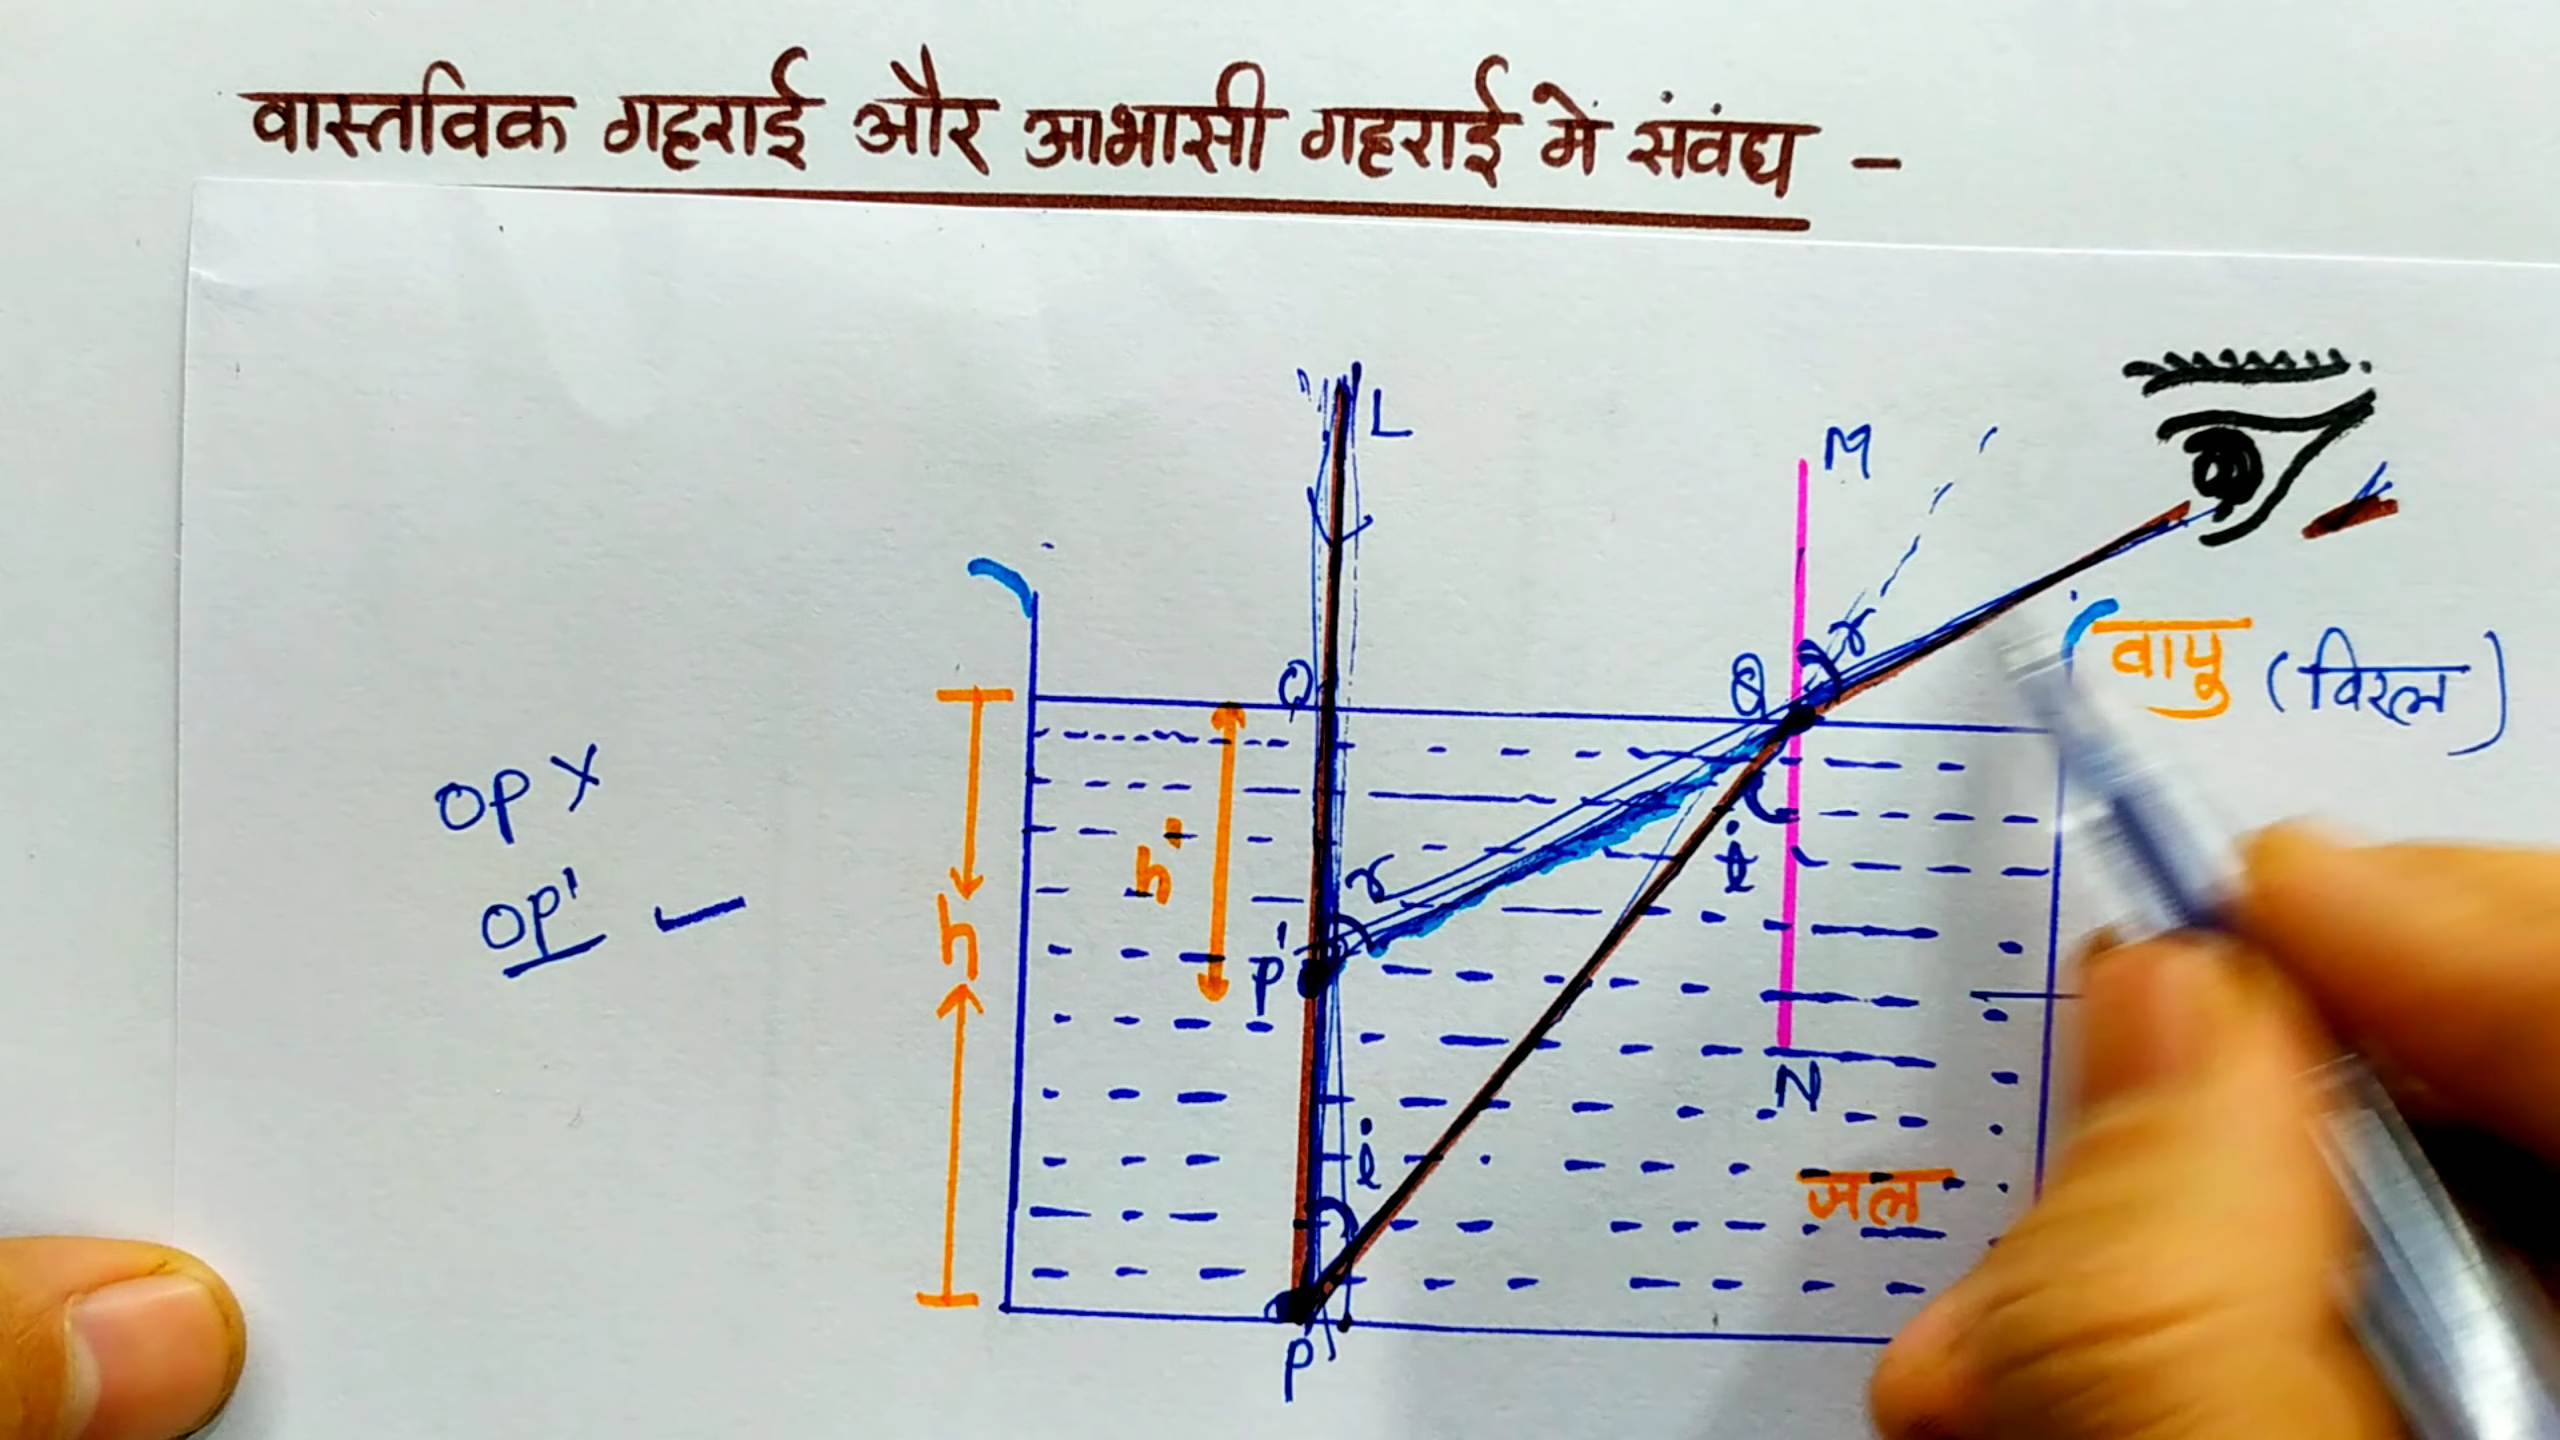 वास्तविक गहराई और आभासी गहराई में संवंध -
L
M
O
Q
r
वायु (विरल)
OP X
h'
r
i
OP'
h
P'
N
i
जल
P